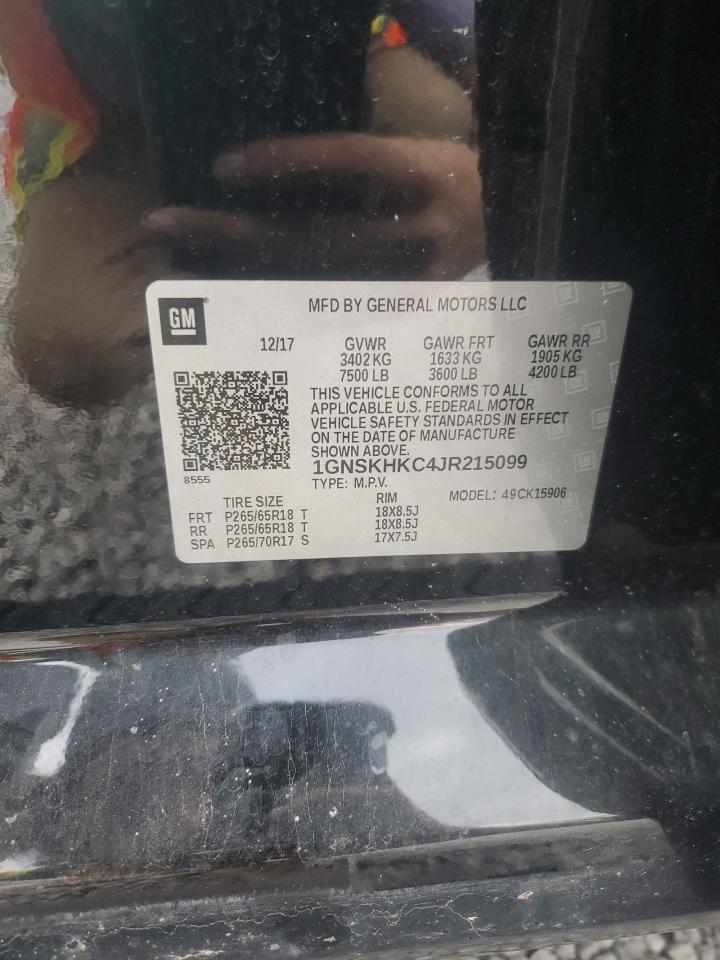 GM
MFD BY GENERAL MOTORS LLC
12/17 GVWR GAWR FRT GAWR RR
3402 KG 1633 KG 1905 KG
7500 LB 3600 LB 4200 LB
THIS VEHICLE CONFORMS TO ALL
APPLICABLE U.S. FEDERAL MOTOR
VEHICLE SAFETY STANDARDS IN EFFECT
ON THE DATE OF MANUFACTURE
SHOWN ABOVE.
1GNSKHKC4JR215099
8555
TYPE: M.P.V. MODEL: 49CK15906
TIRE SIZE RIM
FRT P265/65R18 T 18X8.5J
RR P265/65R18 T 18X8.5J
SPA P265/70R17 S 17X7.5J